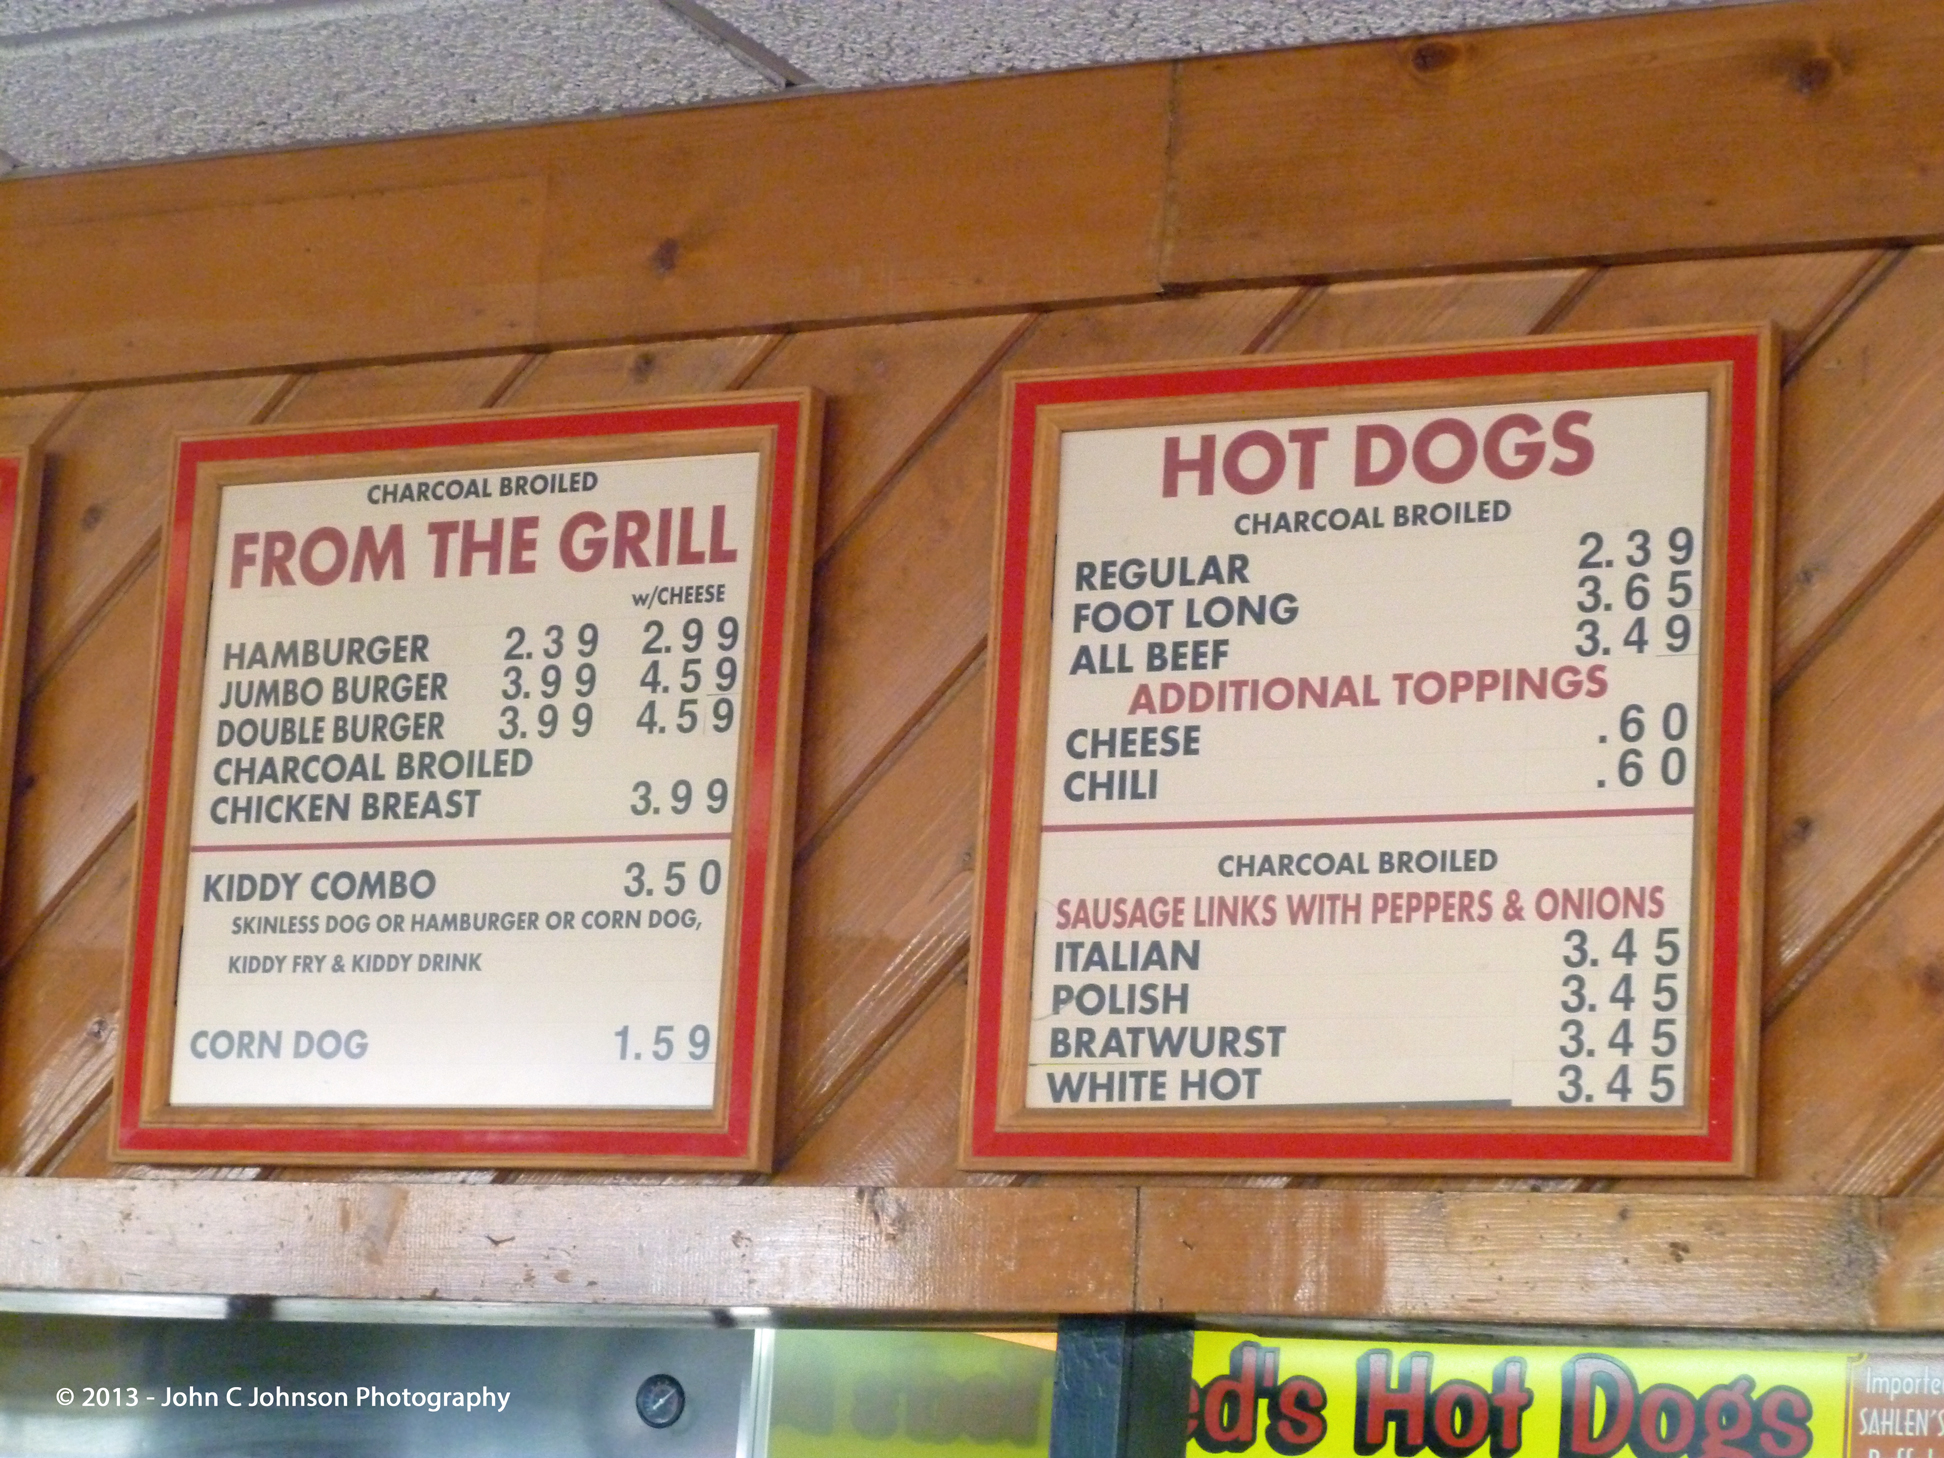 CHARCOAL BROILED
FROM THE GRILL
w/CHEESE
HAMBURGER 2.39 2.99
JUMBO BURGER 3.99 4.59
DOUBLE BURGER 3.99 4.59
CHARCOAL BROILED
CHICKEN BREAST 3.99
KIDDY COMBO 3.50
SKINLESS DOG OR HAMBURGER OR CORN DOG,
KIDDY FRY & KIDDY DRINK
CORN DOG 1.59
HOT DOGS
CHARCOAL BROILED
REGULAR 2.39
FOOT LONG 3.65
ALL BEEF 3.49
ADDITIONAL TOPPINGS
CHEESE .60
CHILI .60
CHARCOAL BROILED
SAUSAGE LINKS WITH PEPPERS & ONIONS
ITALIAN 3.45
POLISH 3.45
BRATWURST 3.45
WHITE HOT 3.45
ed's Hot Dogs
Importe
SAHLEN'S
© 2013 - John C Johnson Photography